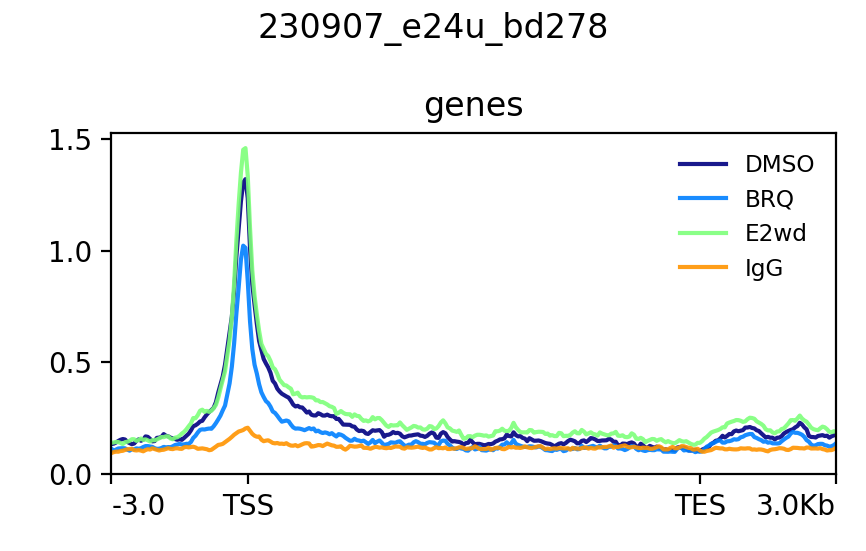 230907_e24u_bd278
genes
1.5
1.0
0.5
0.0
DMSO
BRQ
E2wd
IgG
-3.0 TSS TES 3.0Kb